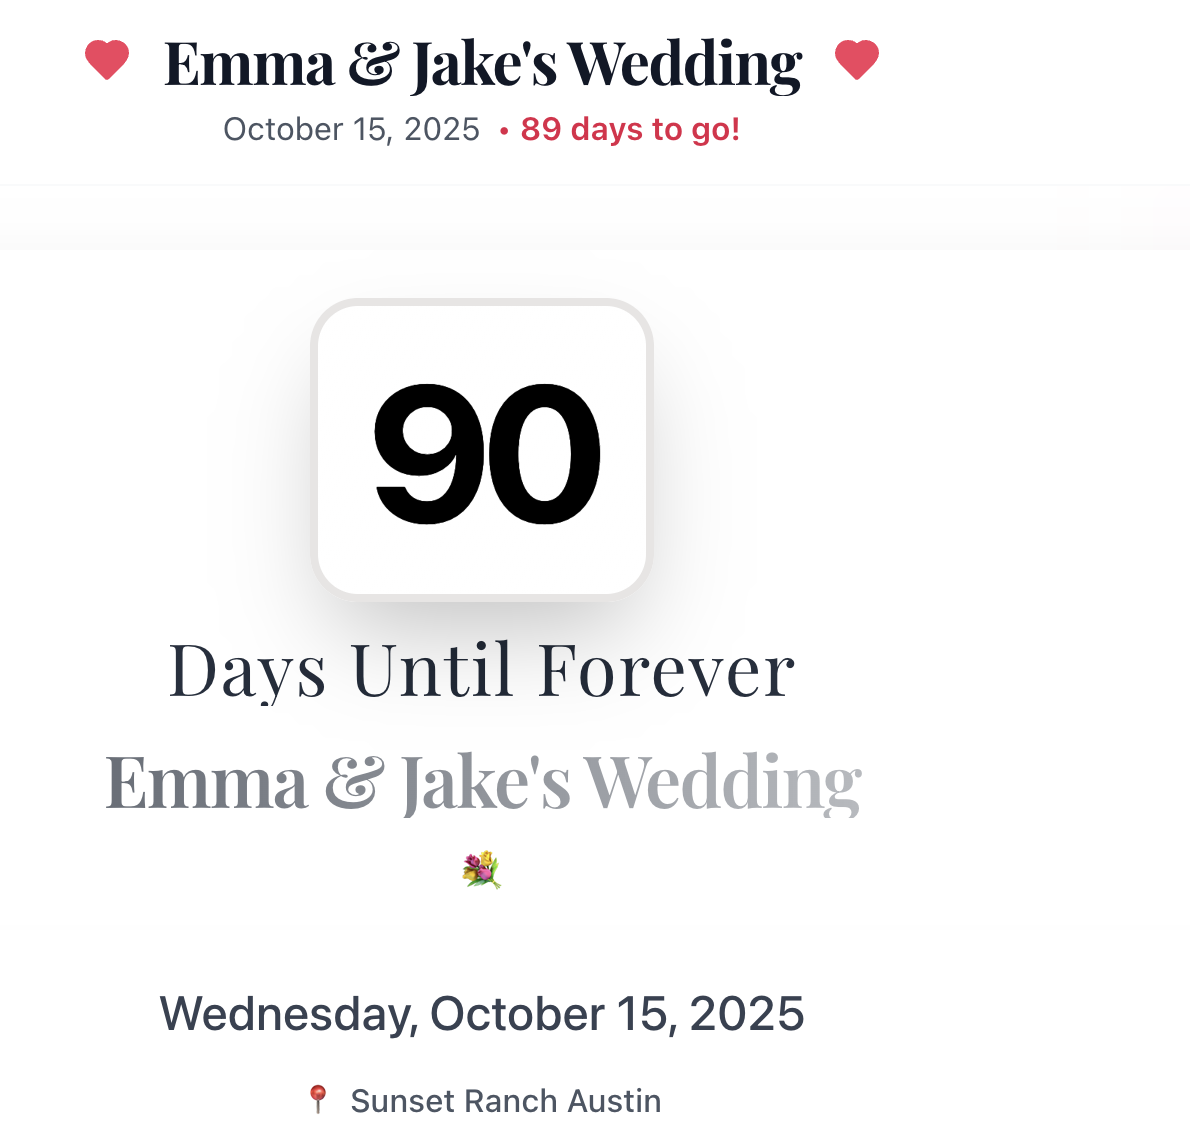 Emma & Jake's Wedding
October 15, 2025 • 89 days to go!
90
Days Until Forever
Emma & Jake's Wedding
Wednesday, October 15, 2025
Sunset Ranch Austin